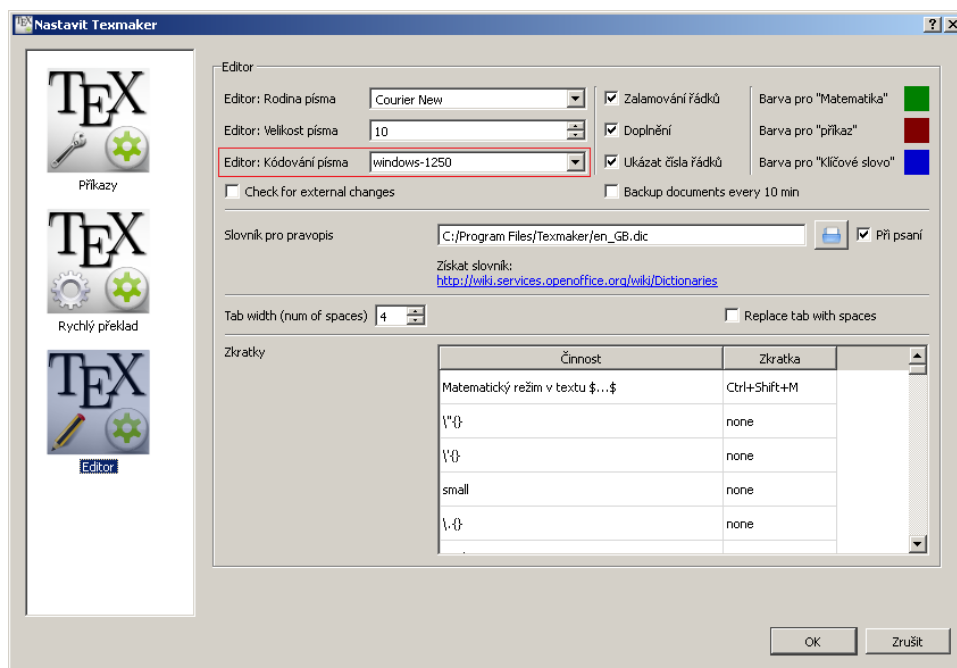 Nastavit Texmaker
TEX
Příkazy
TEX
Rychlý překlad
TEX
Editor
Editor
Editor: Rodina písma Courier New Zalamování řádků Barva pro "Matematika"
Editor: Velikost písma 10 Doplnění Barva pro "příkaz"
Editor: Kódování písma windows-1250 Ukázat čísla řádků Barva pro "Klíčové slovo"
Check for external changes Backup documents every 10 min
Slovník pro pravopis C:/Program Files/Texmaker/en_GB.dic Při psaní
Získat slovník:
http://wiki.services.openoffice.org/wiki/Dictionaries
Tab width (num of spaces) 4 Replace tab with spaces
Zkratky Činnost Zkratka
Matematický režim v textu $...$ Ctrl+Shift+M
\"{} none
\'{} none
small none
\.{} none
OK Zrušit